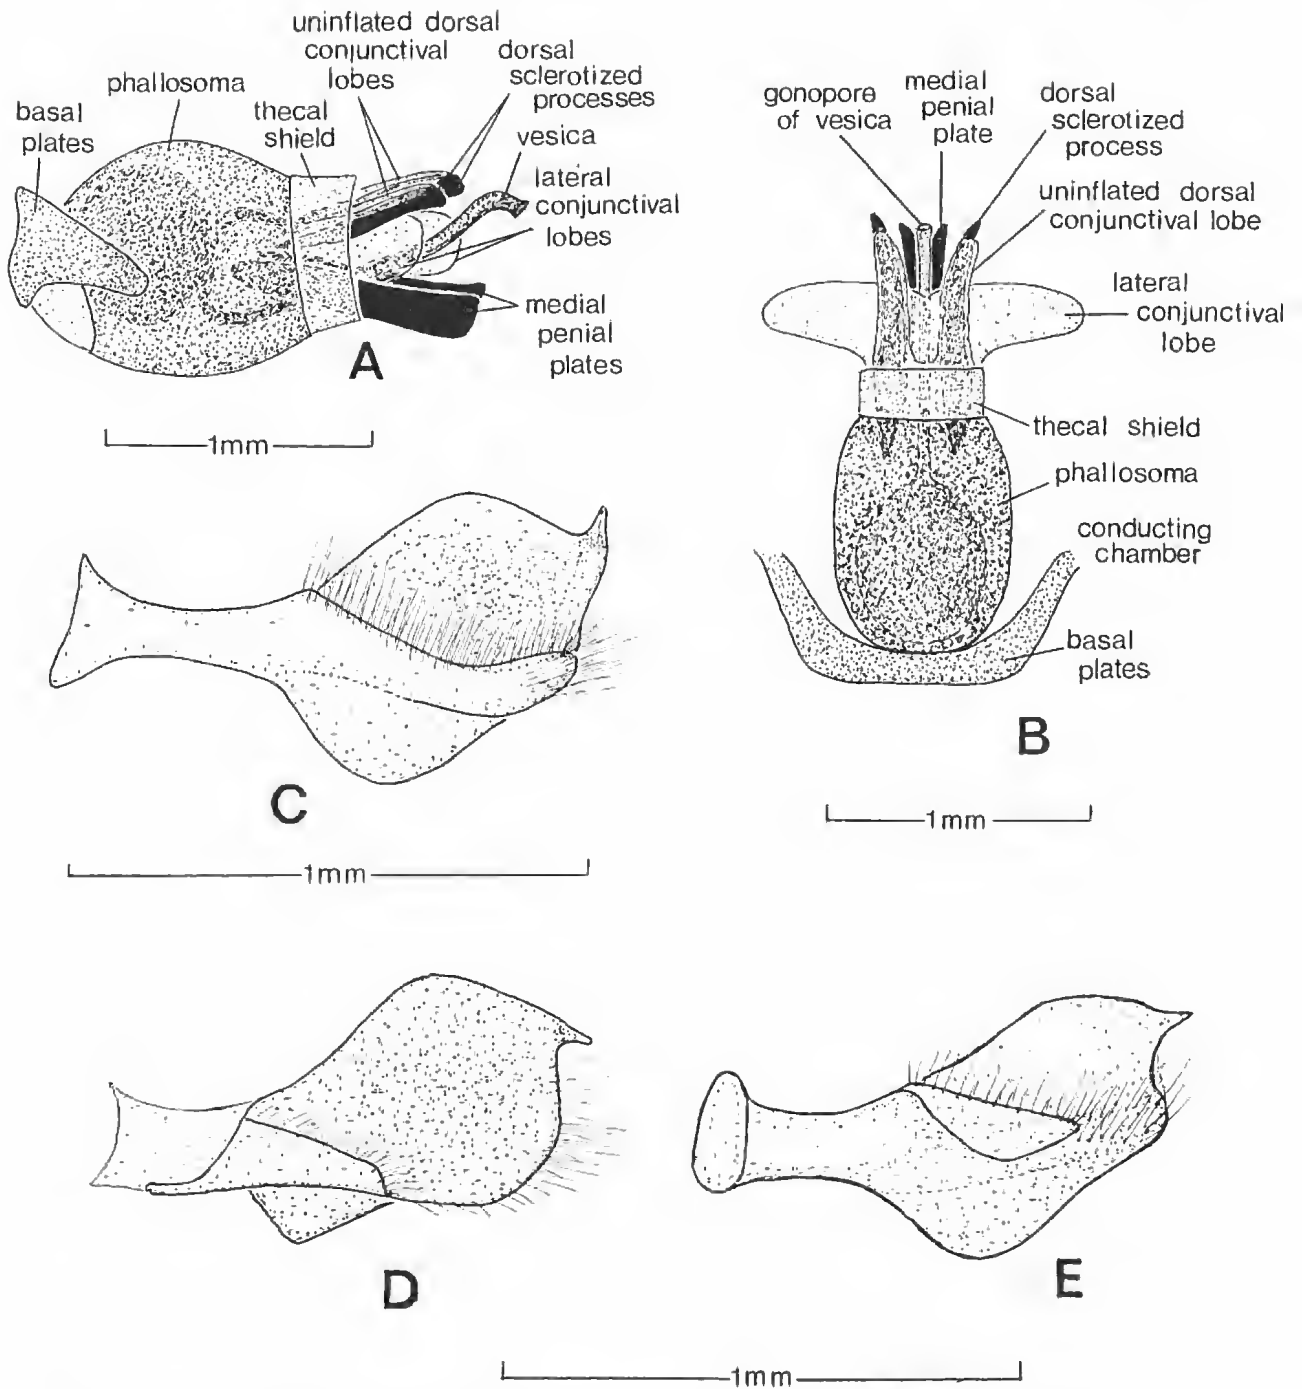 uninflated dorsal
conjunctival
lobes
dorsal
sclerotized
processes
phallosoma
basal
plates
thecal
shield
vesica
lateral
conjunctival
lobes
medial
penial
plates
A
1mm
gonopore
of vesica
medial
penial
plate
dorsal
sclerotized
process
uninflated dorsal
conjunctival lobe
lateral
conjunctival
lobe
thecal shield
phallosoma
conducting
chamber
basal
plates
B
1mm
C
1mm
D
E
1mm